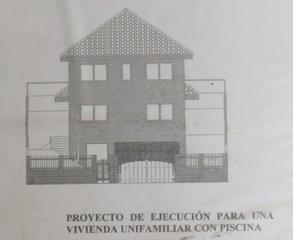 PROYECTO DE EJECUCIÓN PARA UNA
VIVIENDA UNIFAMILIAR CON PISCINA